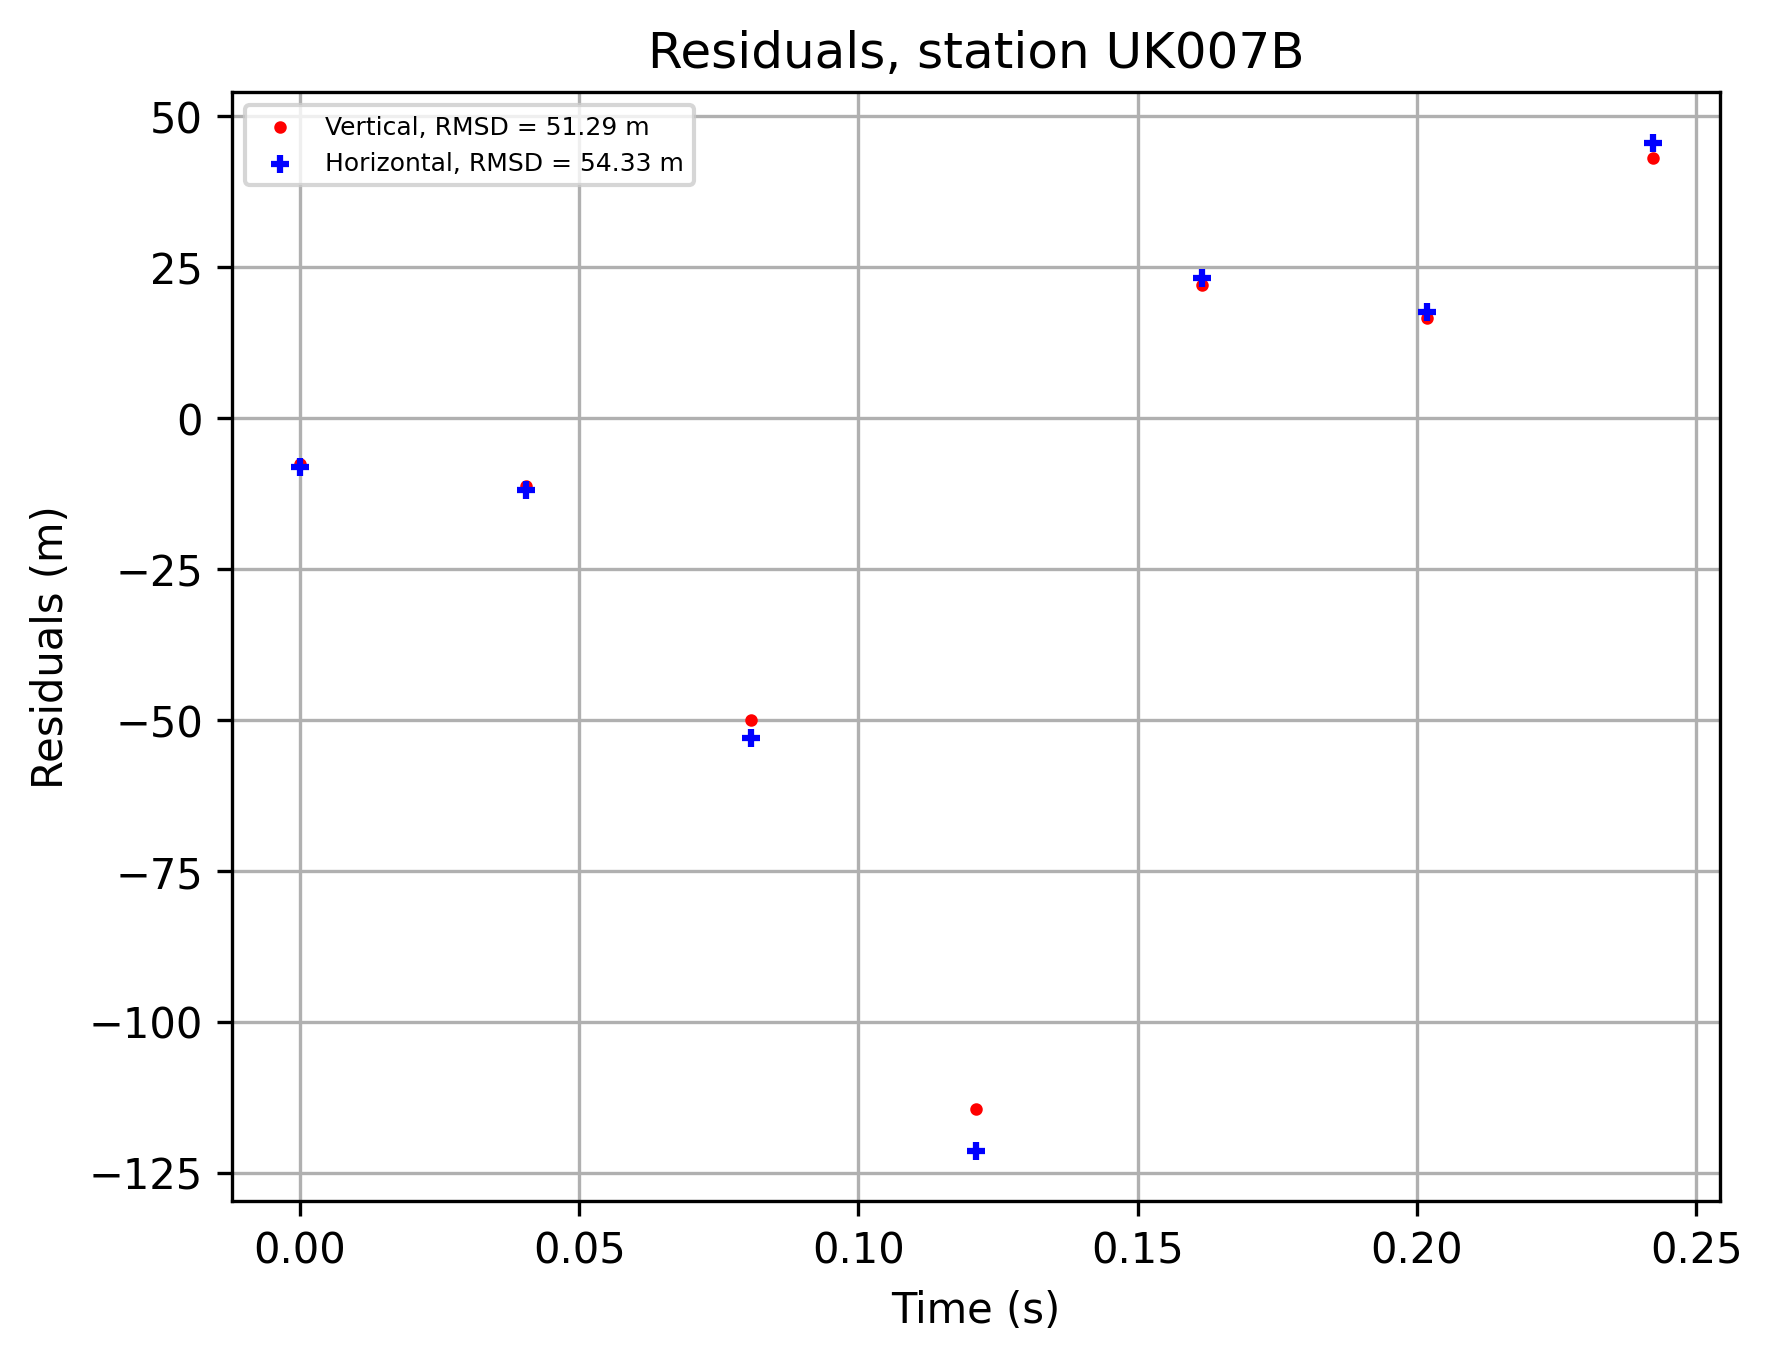 Residuals, station UK007B
Vertical, RMSD = 51.29 m
Horizontal, RMSD = 54.33 m
50
25
0
−25
−50
−75
−100
−125
Residuals (m)
0.00 0.05 0.10 0.15 0.20 0.25
Time (s)